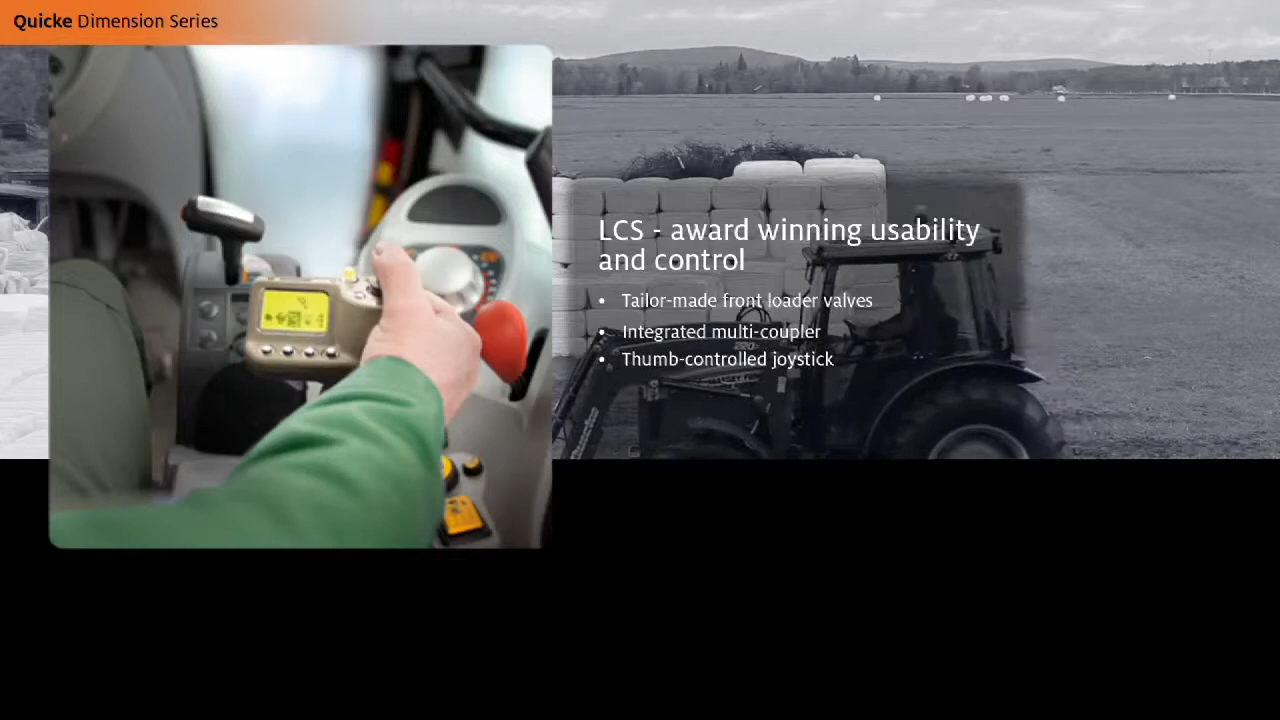 Quicke Dimension Series
LCS - award winning usability
and control
• Tailor-made front loader valves
• Integrated multi-coupler
• Thumb-controlled joystick